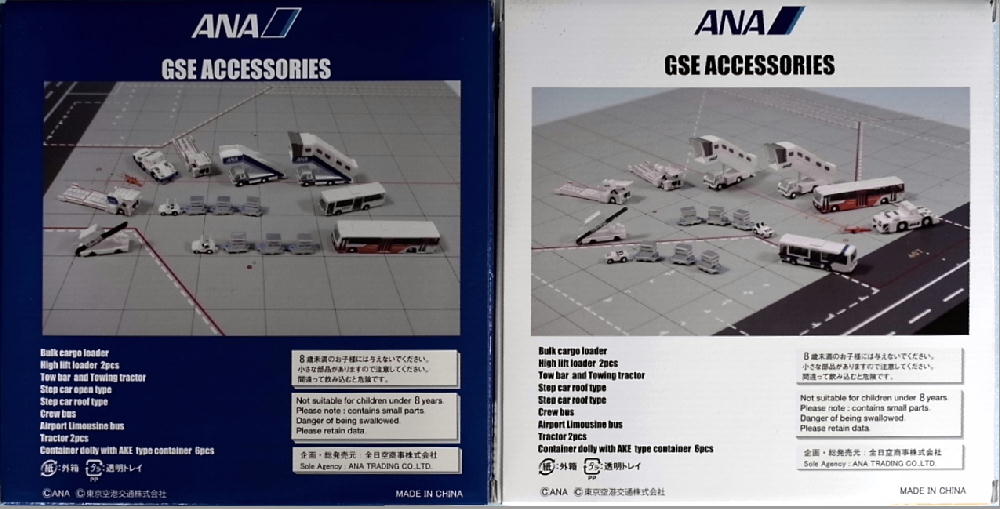 ANA
GSE ACCESSORIES
ANA
Bulk cargo loader
High lift loader 2pcs
Tow bar and Towing tractor
Step car open type
Step car roof type
Crew bus
Airport Limousine bus
Tractor 2pcs
Container dolly with AKE type container 6pcs
紙:外箱 プラ:透明トレイ
PP
©ANA ©東京空港交通株式会社
8歳未満のお子様には与えないでください。
小さな部品がありますので注意してください。
間違って飲み込むと危険です。
Not suitable for children under 8 years.
Please note : contains small parts.
Danger of being swallowed.
Please retain data.
企画・総発売元:全日空商事株式会社
Sole Agency : ANA TRADING CO.,LTD.
MADE IN CHINA
ANA
GSE ACCESSORIES
Bulk cargo loader
High lift loader 2pcs
Tow bar and Towing tractor
Step car roof type
Step car roof type
Crew bus
Airport Limousine bus
Tractor 2pcs
Container dolly with AKE type container 6pcs
紙:外箱 プラ:透明トレイ
PP
©ANA ©東京空港交通株式会社
8歳未満のお子様には与えないでください。
小さな部品がありますので注意してください。
間違って飲み込むと危険です。
Not suitable for children under 8 years.
Please note : contains small parts.
Danger of being swallowed.
Please retain data.
企画・総発売元:全日空商事株式会社
Sole Agency : ANA TRADING CO.,LTD.
MADE IN CHINA